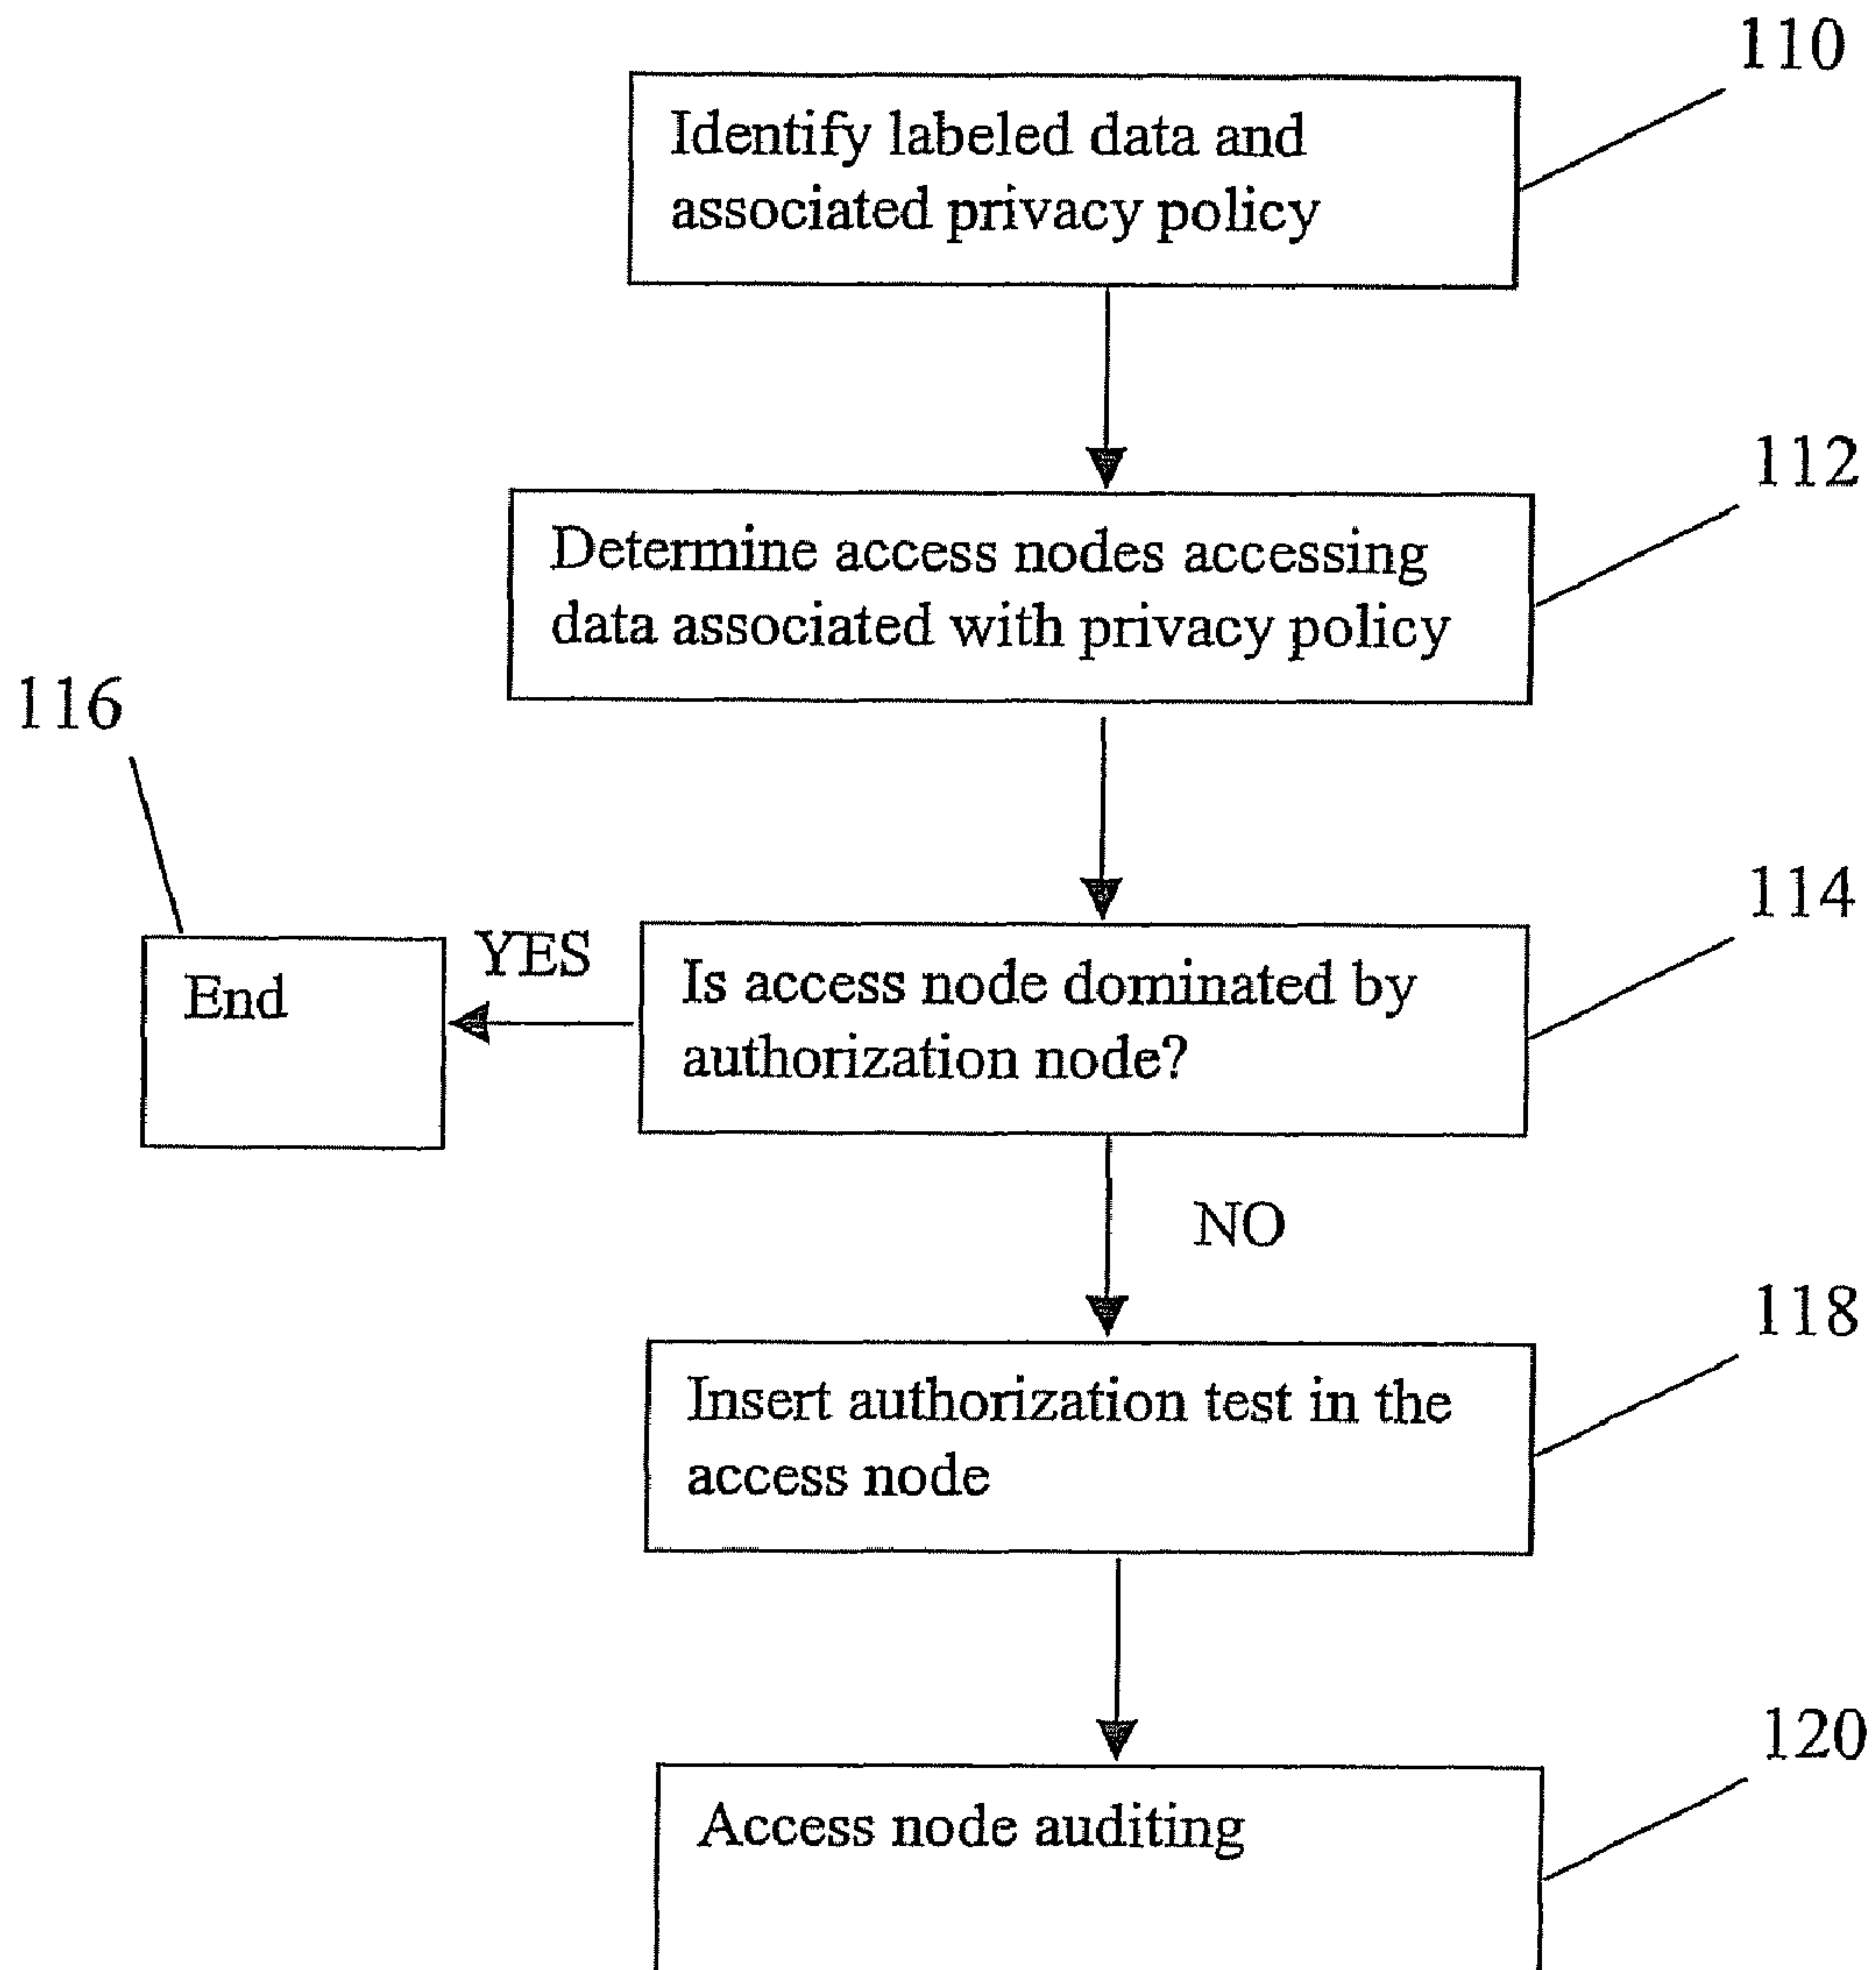 110
Identify labeled data and
associated privacy policy
112
Determine access nodes accessing
data associated with privacy policy
116
114
End
YES
Is access node dominated by
authorization node?
NO
118
Insert authorization test in the
access node
120
Access node auditing